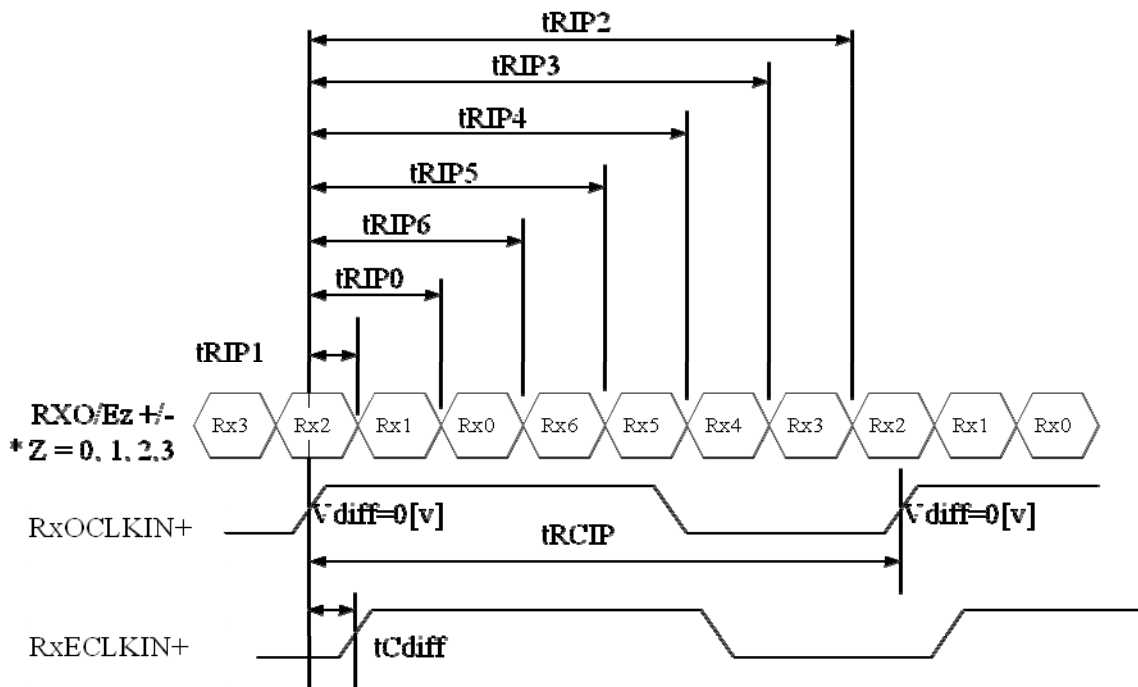 tRIP2
tRIP3
tRIP4
tRIP5
tRIP6
tRIP0
tRIP1
RXO/Ez +/-
* Z = 0, 1, 2,3
Rx3 Rx2 Rx1 Rx0 Rx6 Rx5 Rx4 Rx3 Rx2 Rx1 Rx0
RxOCLKIN+ Vdiff=0[v] Vdiff=0[v]
tRCIP
RxECLKIN+ tCdiff